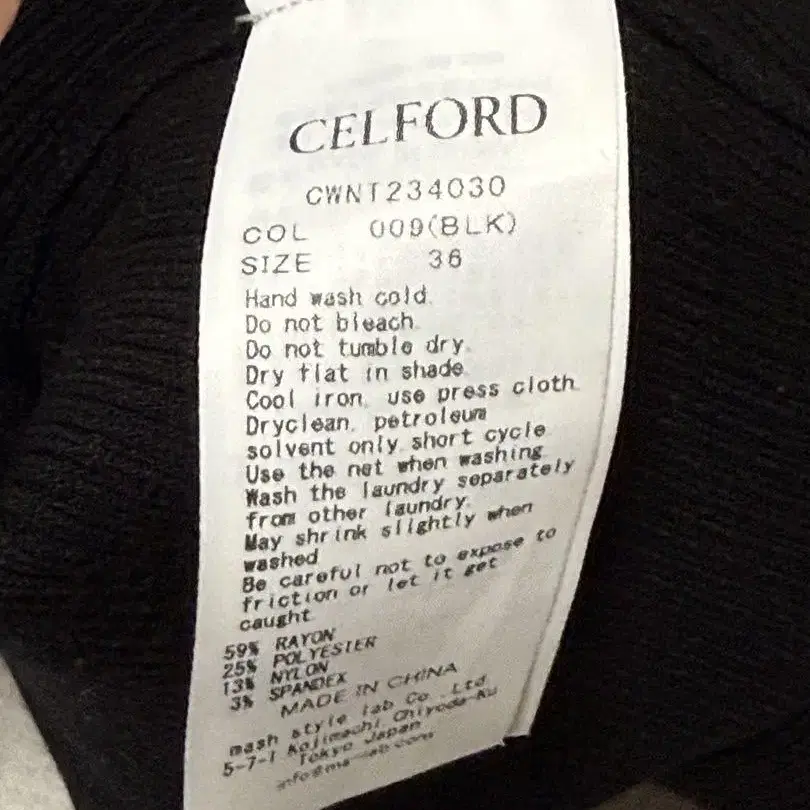 CELFORD
CWNT234030
COL 009(BLK)
SIZE 36
Hand wash cold.
Do not bleach.
Do not tumble dry.
Dry flat in shade.
Cool iron, use press cloth.
Dryclean, petroleum
solvent only short cycle
Use the net when washing
Wash the laundry separately
from other laundry.
May shrink slightly when
washed
Be careful not to expose to
friction or let it get
caught.
59% RAYON
25% POLYESTER
13% NYLON
3% SPANDEX
MADE IN CHINA
mash style lab Co.,Ltd.
5-7-1 Kojimachi Chiyoda-Ku
Tokyo Japan